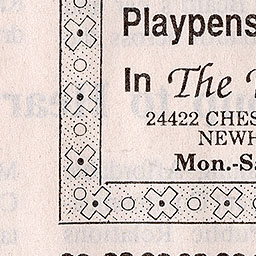 Playpens
In The
24422 CHES
NEWH
Mon.-Sa